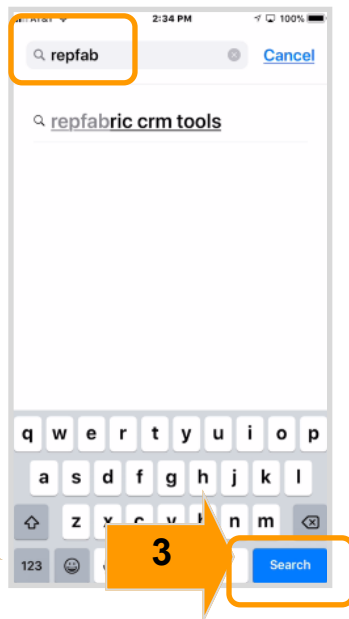 2:34 PM 100%
repfab Cancel
repfabric crm tools
q w e r t y u i o p
a s d f g h j k l
z x c v n m
3
123 Search